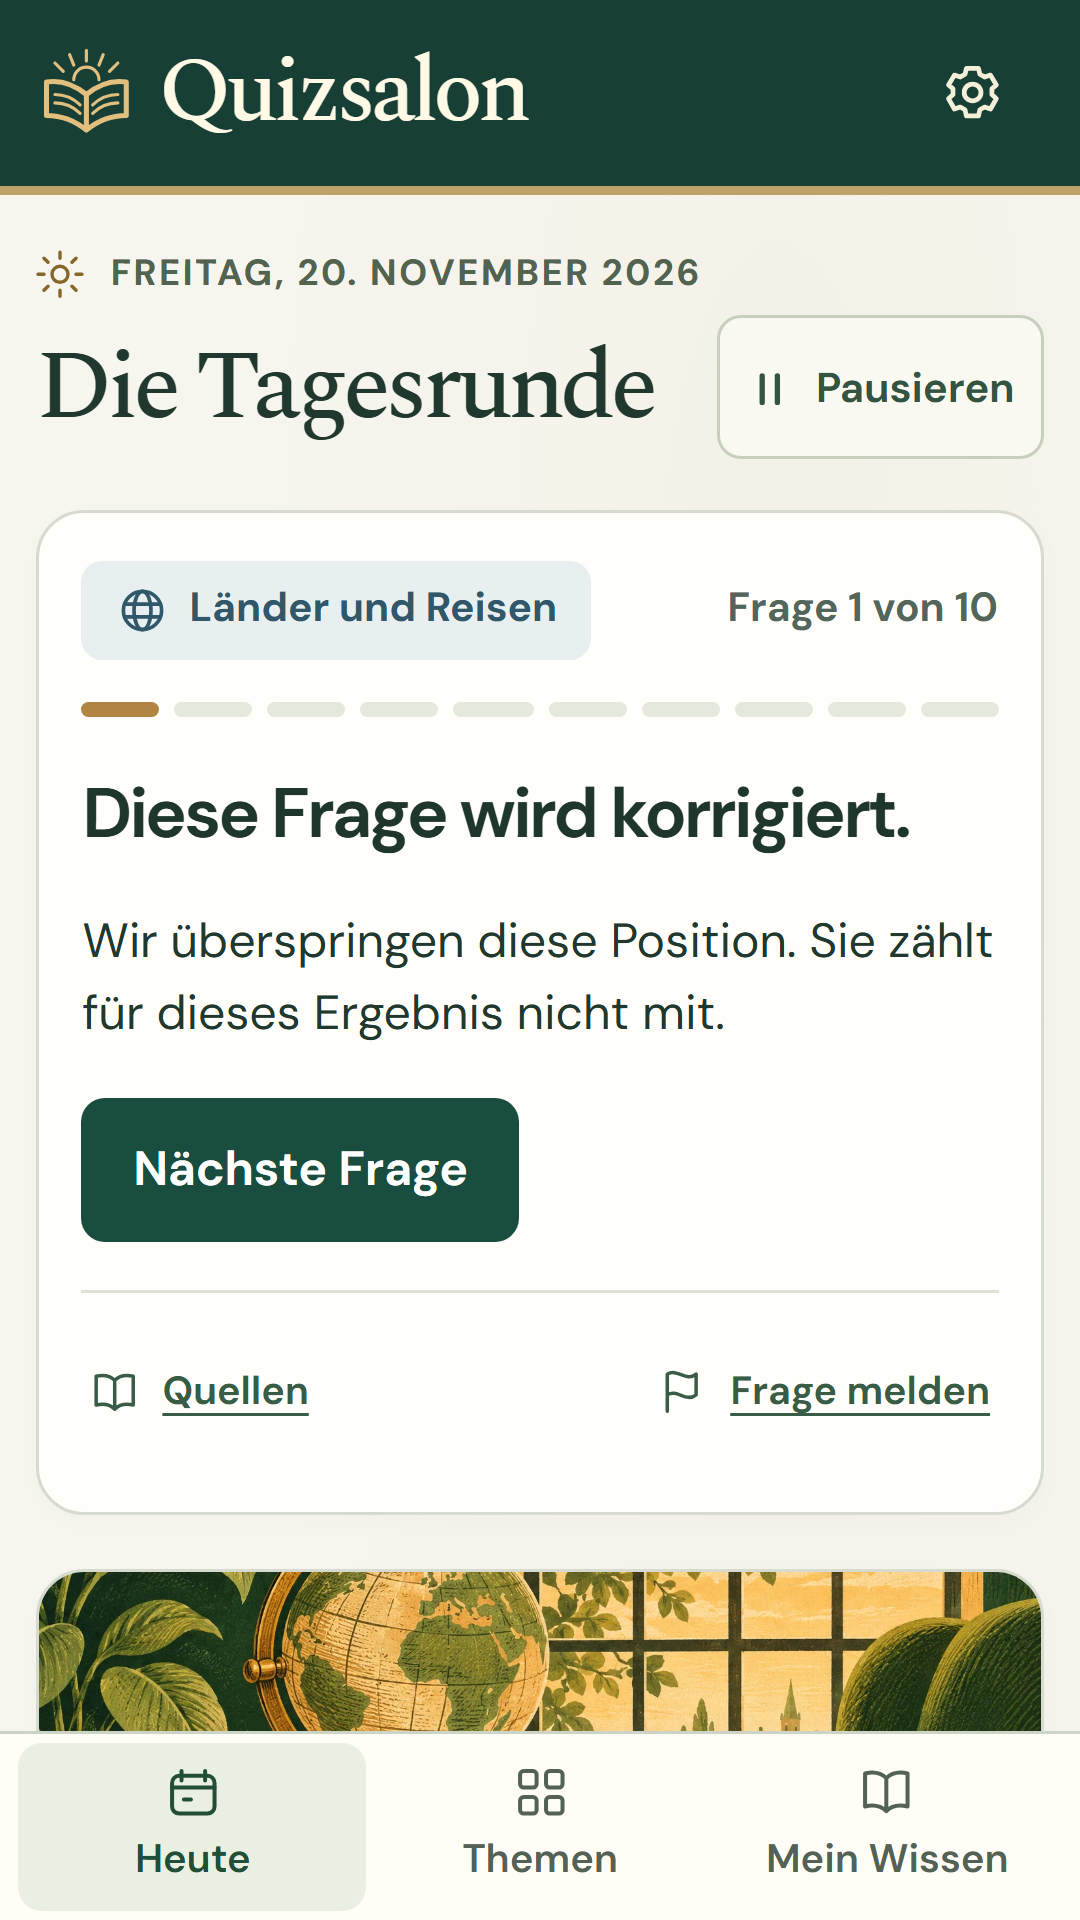 Quizsalon
FREITAG, 20. NOVEMBER 2026
Die Tagesrunde
Pausieren
Länder und Reisen
Frage 1 von 10
Diese Frage wird korrigiert.
Wir überspringen diese Position. Sie zählt
für dieses Ergebnis nicht mit.
Nächste Frage
Quellen
Frage melden
Heute
Themen
Mein Wissen